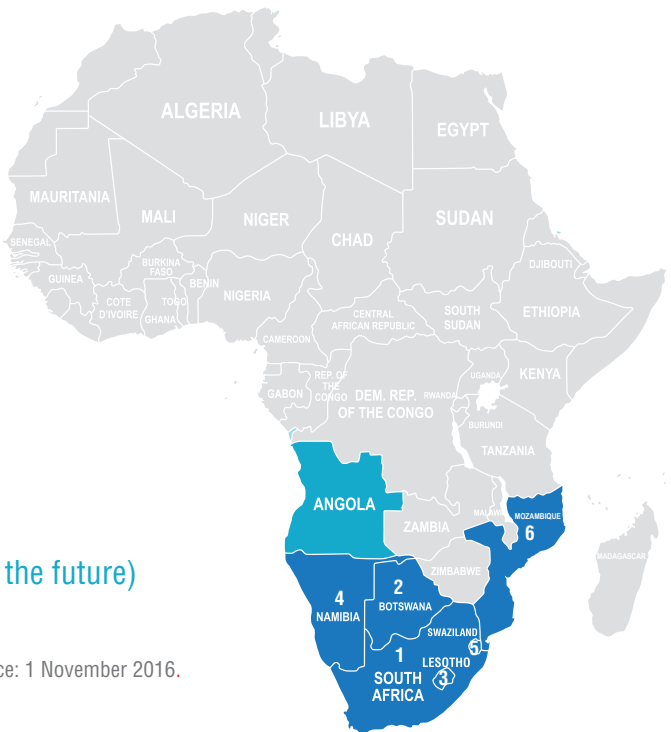 ALGERIA
LIBYA
EGYPT
MAURITANIA
MALI
NIGER
CHAD
SUDAN
SENEGAL
BURKINA
FASO
DJIBOUTI
GUINEA
BENIN
NIGERIA
COTE
D'IVOIRE
TOGO
GHANA
CENTRAL
AFRICAN REPUBLIC
SOUTH
SUDAN
ETHIOPIA
CAMEROON
REP. OF
THE
CONGO
GABON
DEM. REP.
OF THE CONGO
UGANDA
KENYA
RWANDA
BURUNDI
TANZANIA
ANGOLA
ZAMBIA
MALAWI
MOZAMBIQUE
6
MADAGASCAR
ZIMBABWE
the future)
4
NAMIBIA
2
BOTSWANA
SWAZILAND
5
1
SOUTH
AFRICA
LESOTHO
3
ce: 1 November 2016.